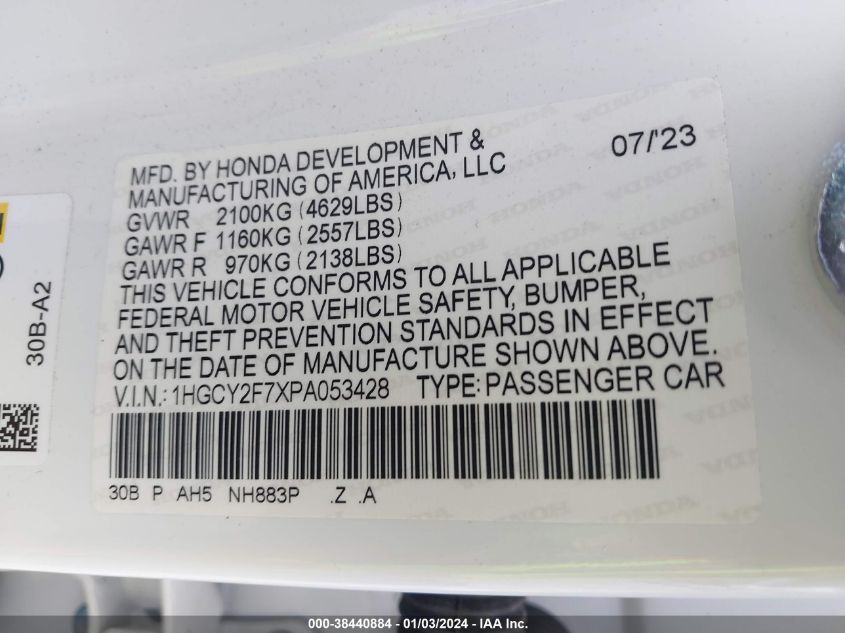 MFD. BY HONDA DEVELOPMENT & 07/'23
MANUFACTURING OF AMERICA, LLC
GVWR 2100KG (4629LBS)
GAWR F 1160KG (2557LBS)
GAWR R 970KG (2138LBS)
THIS VEHICLE CONFORMS TO ALL APPLICABLE
FEDERAL MOTOR VEHICLE SAFETY, BUMPER,
AND THEFT PREVENTION STANDARDS IN EFFECT
ON THE DATE OF MANUFACTURE SHOWN ABOVE.
V.I.N.: 1HGCY2F7XPA053428 TYPE: PASSENGER CAR
30B P AH5 NH883P .Z .A
30B-A2
000-38440884 — 01/03/2024 — IAA Inc.